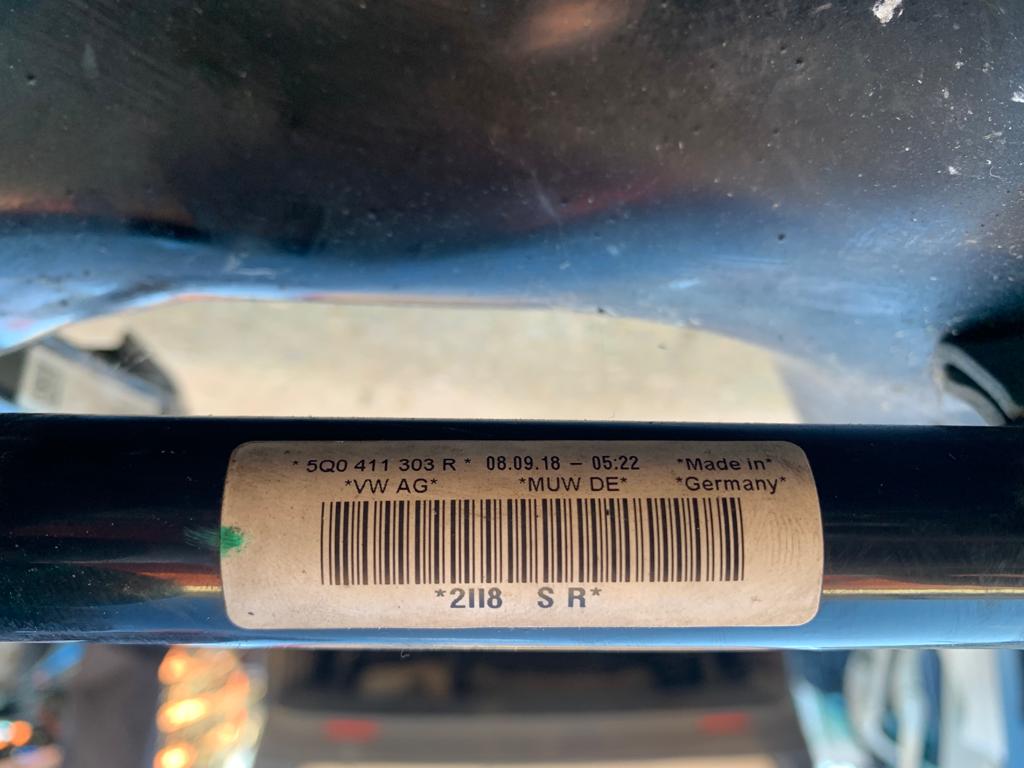 *5Q0 411 303 R* 08.09.18 – 05:22 *Made in*
*VW AG* *MUW DE* *Germany*
*2118 S R*